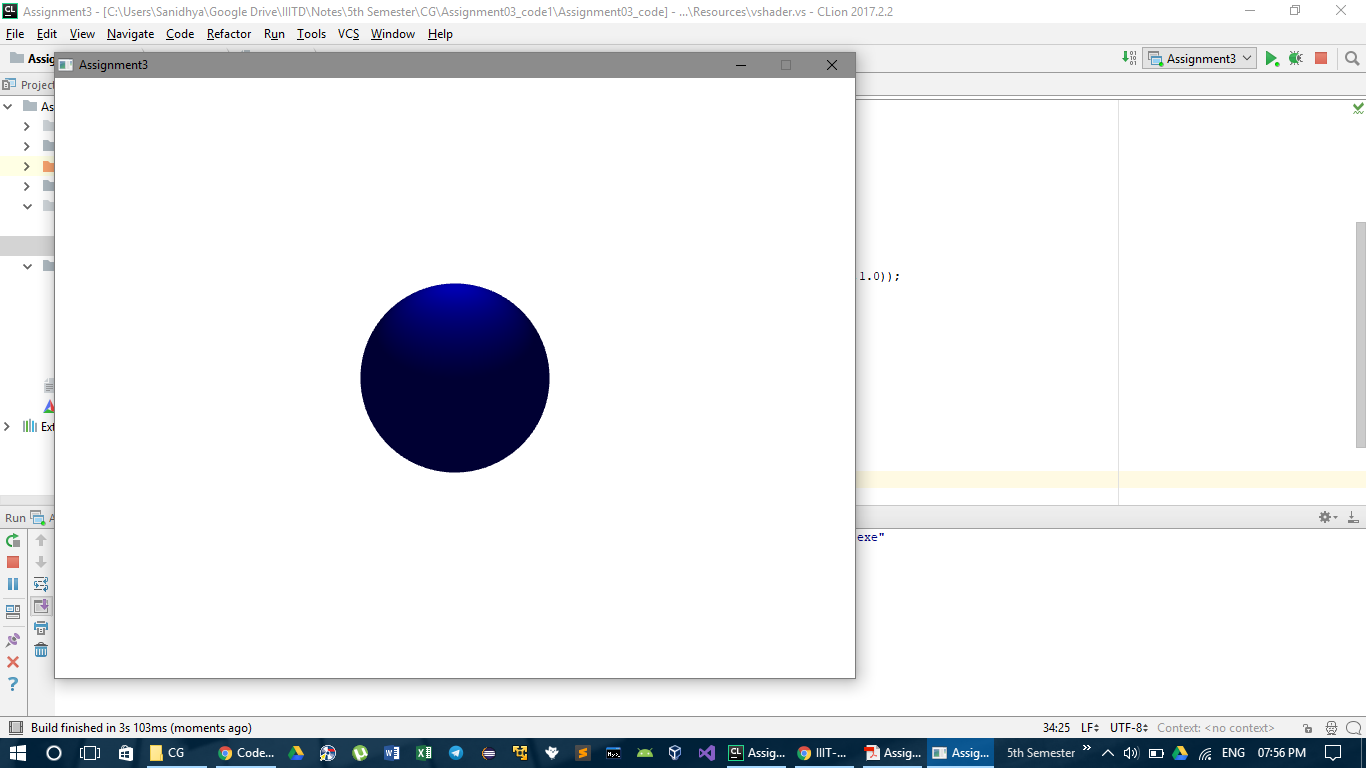 CL Assignment3 - [C:\Users\Sanidhya\Google Drive\IIITD\Notes\5th Semester\CG\Assignment03_code1\Assignment03_code] - ...\Resources\vshader.vs - CLion 2017.2.2
File Edit View Navigate Code Refactor Run Tools VCS Window Help
Assig
Assignment3
Assignment3
Projec
As
1.0));
Ext
Run A
exe"
?
Build finished in 3s 103ms (moments ago) 34:25 LF÷ UTF-8÷ Context: <no context>
CG Code... CL Assig... IIIT-... Assig... Assig... 5th Semester » ENG 07:56 PM